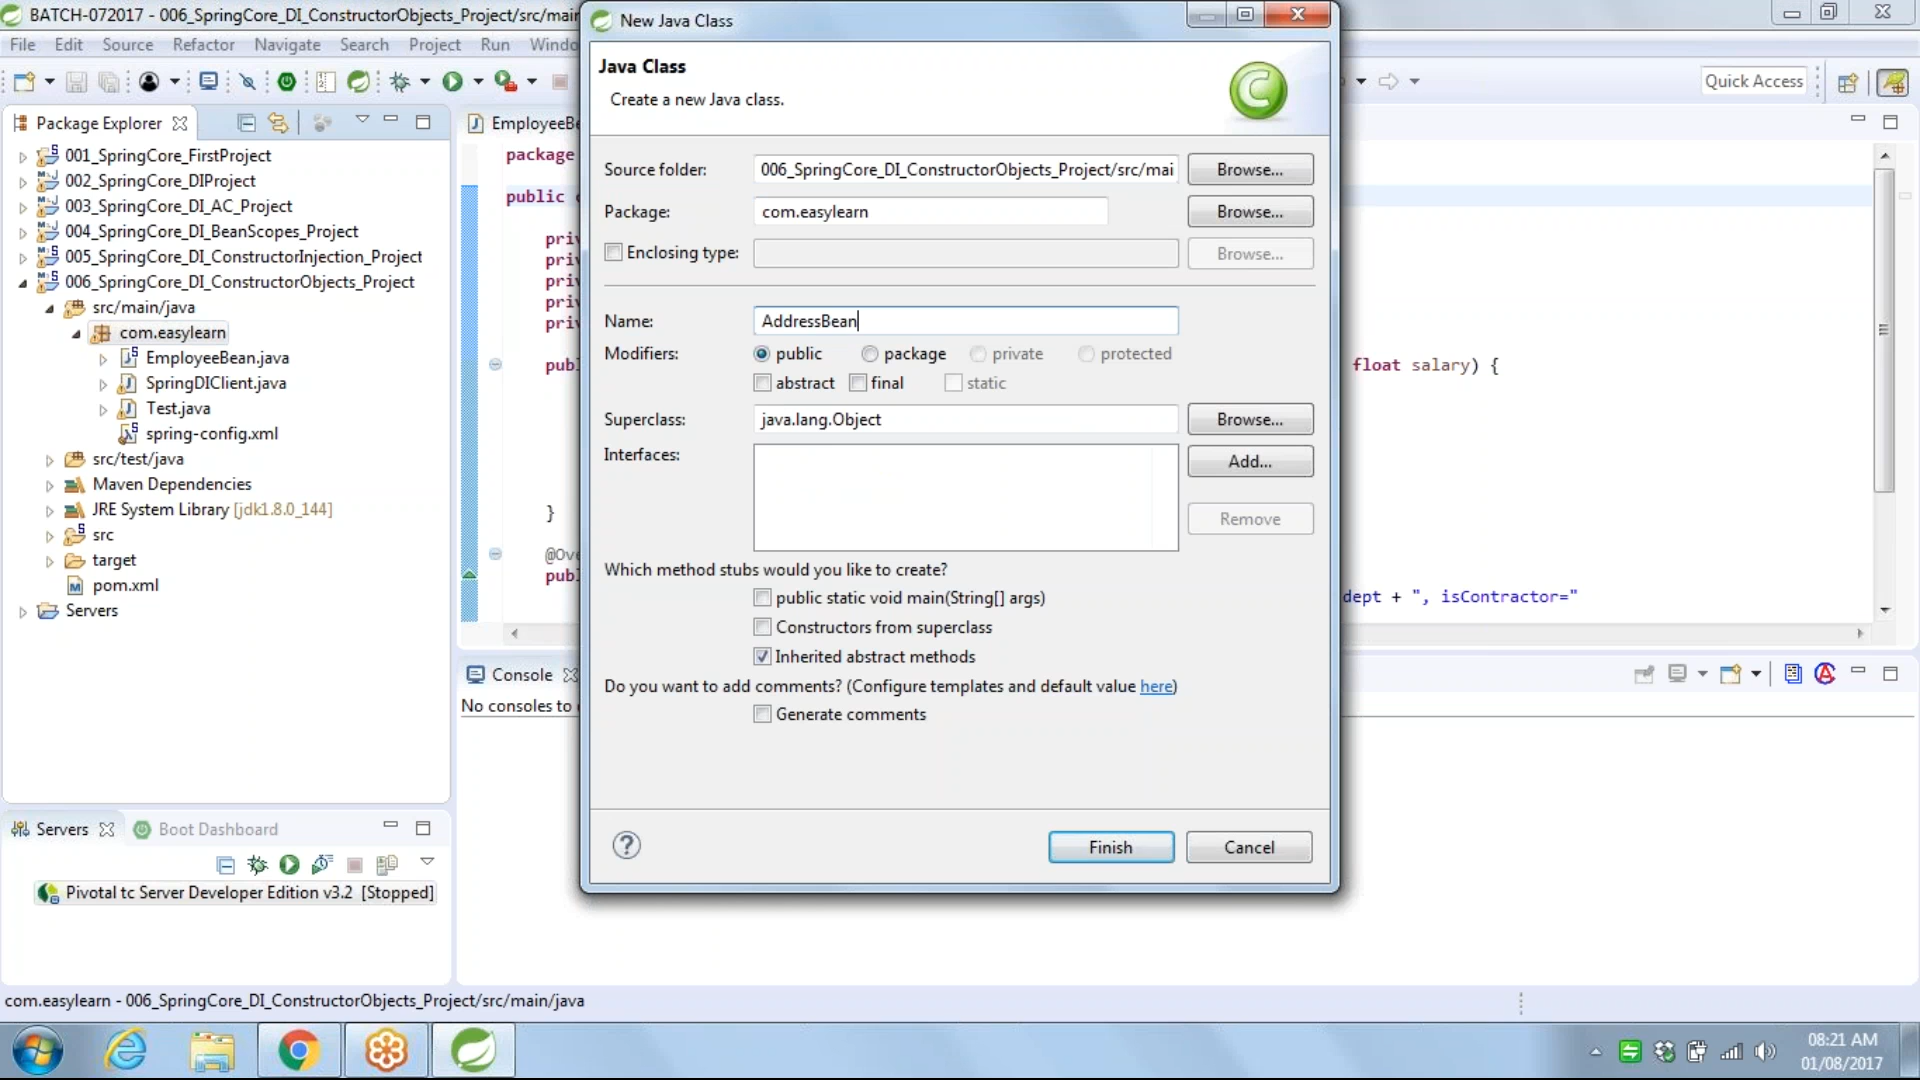 BATCH-072017 - 006_SpringCore_DI_ConstructorObjects_Project/src/main
File Edit Source Refactor Navigate Search Project Run
Quick Access
Package Explorer
001_SpringCore_FirstProject
002_SpringCore_DIProject
003_SpringCore_DI_AC_Project
004_SpringCore_DI_BeanScopes_Project
005_SpringCore_DI_ConstructorInjection_Project
006_SpringCore_DI_ConstructorObjects_Project
src/main/java
com.easylearn
EmployeeBean.java
SpringDIClient.java
Test.java
spring-config.xml
src/test/java
Maven Dependencies
JRE System Library [jdk1.8.0_144]
src
target
pom.xml
Servers
Servers
Boot Dashboard
Pivotal tc Server Developer Edition v3.2 [Stopped]
package
public
float salary) {
}
dept + ", isContractor="
Console
No consoles to
New Java Class
Java Class
Create a new Java class.
Source folder: 006_SpringCore_DI_ConstructorObjects_Project/src/mai Browse...
Package: com.easylearn Browse...
Enclosing type: Browse...
Name: AddressBean
Modifiers: public package private protected
abstract final static
Superclass: java.lang.Object Browse...
Interfaces: Add...
Remove
Which method stubs would you like to create?
public static void main(String[] args)
Constructors from superclass
Inherited abstract methods
Do you want to add comments? (Configure templates and default value here)
Generate comments
? Finish Cancel
com.easylearn - 006_SpringCore_DI_ConstructorObjects_Project/src/main/java
08:21 AM
01/08/2017